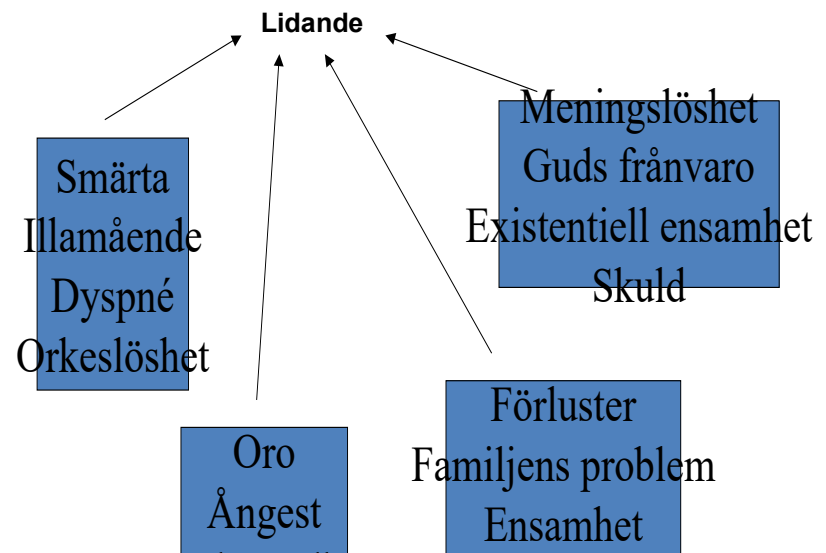 Lidande
Smärta
Illamående
Dyspné
Orkeslöshet
Meningslöshet
Guds frånvaro
Existentiell ensamhet
Skuld
Oro
Ångest
Förluster
Familjens problem
Ensamhet